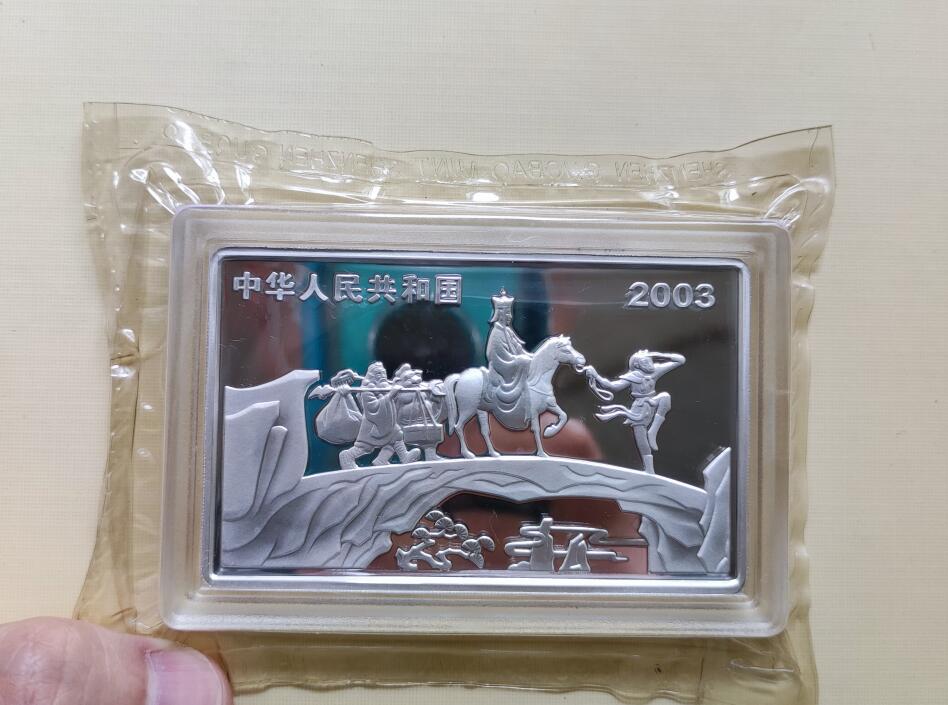 SHENZHEN GUOBAO MINT SHENZHEN GUOBAO
中华人民共和国
2003